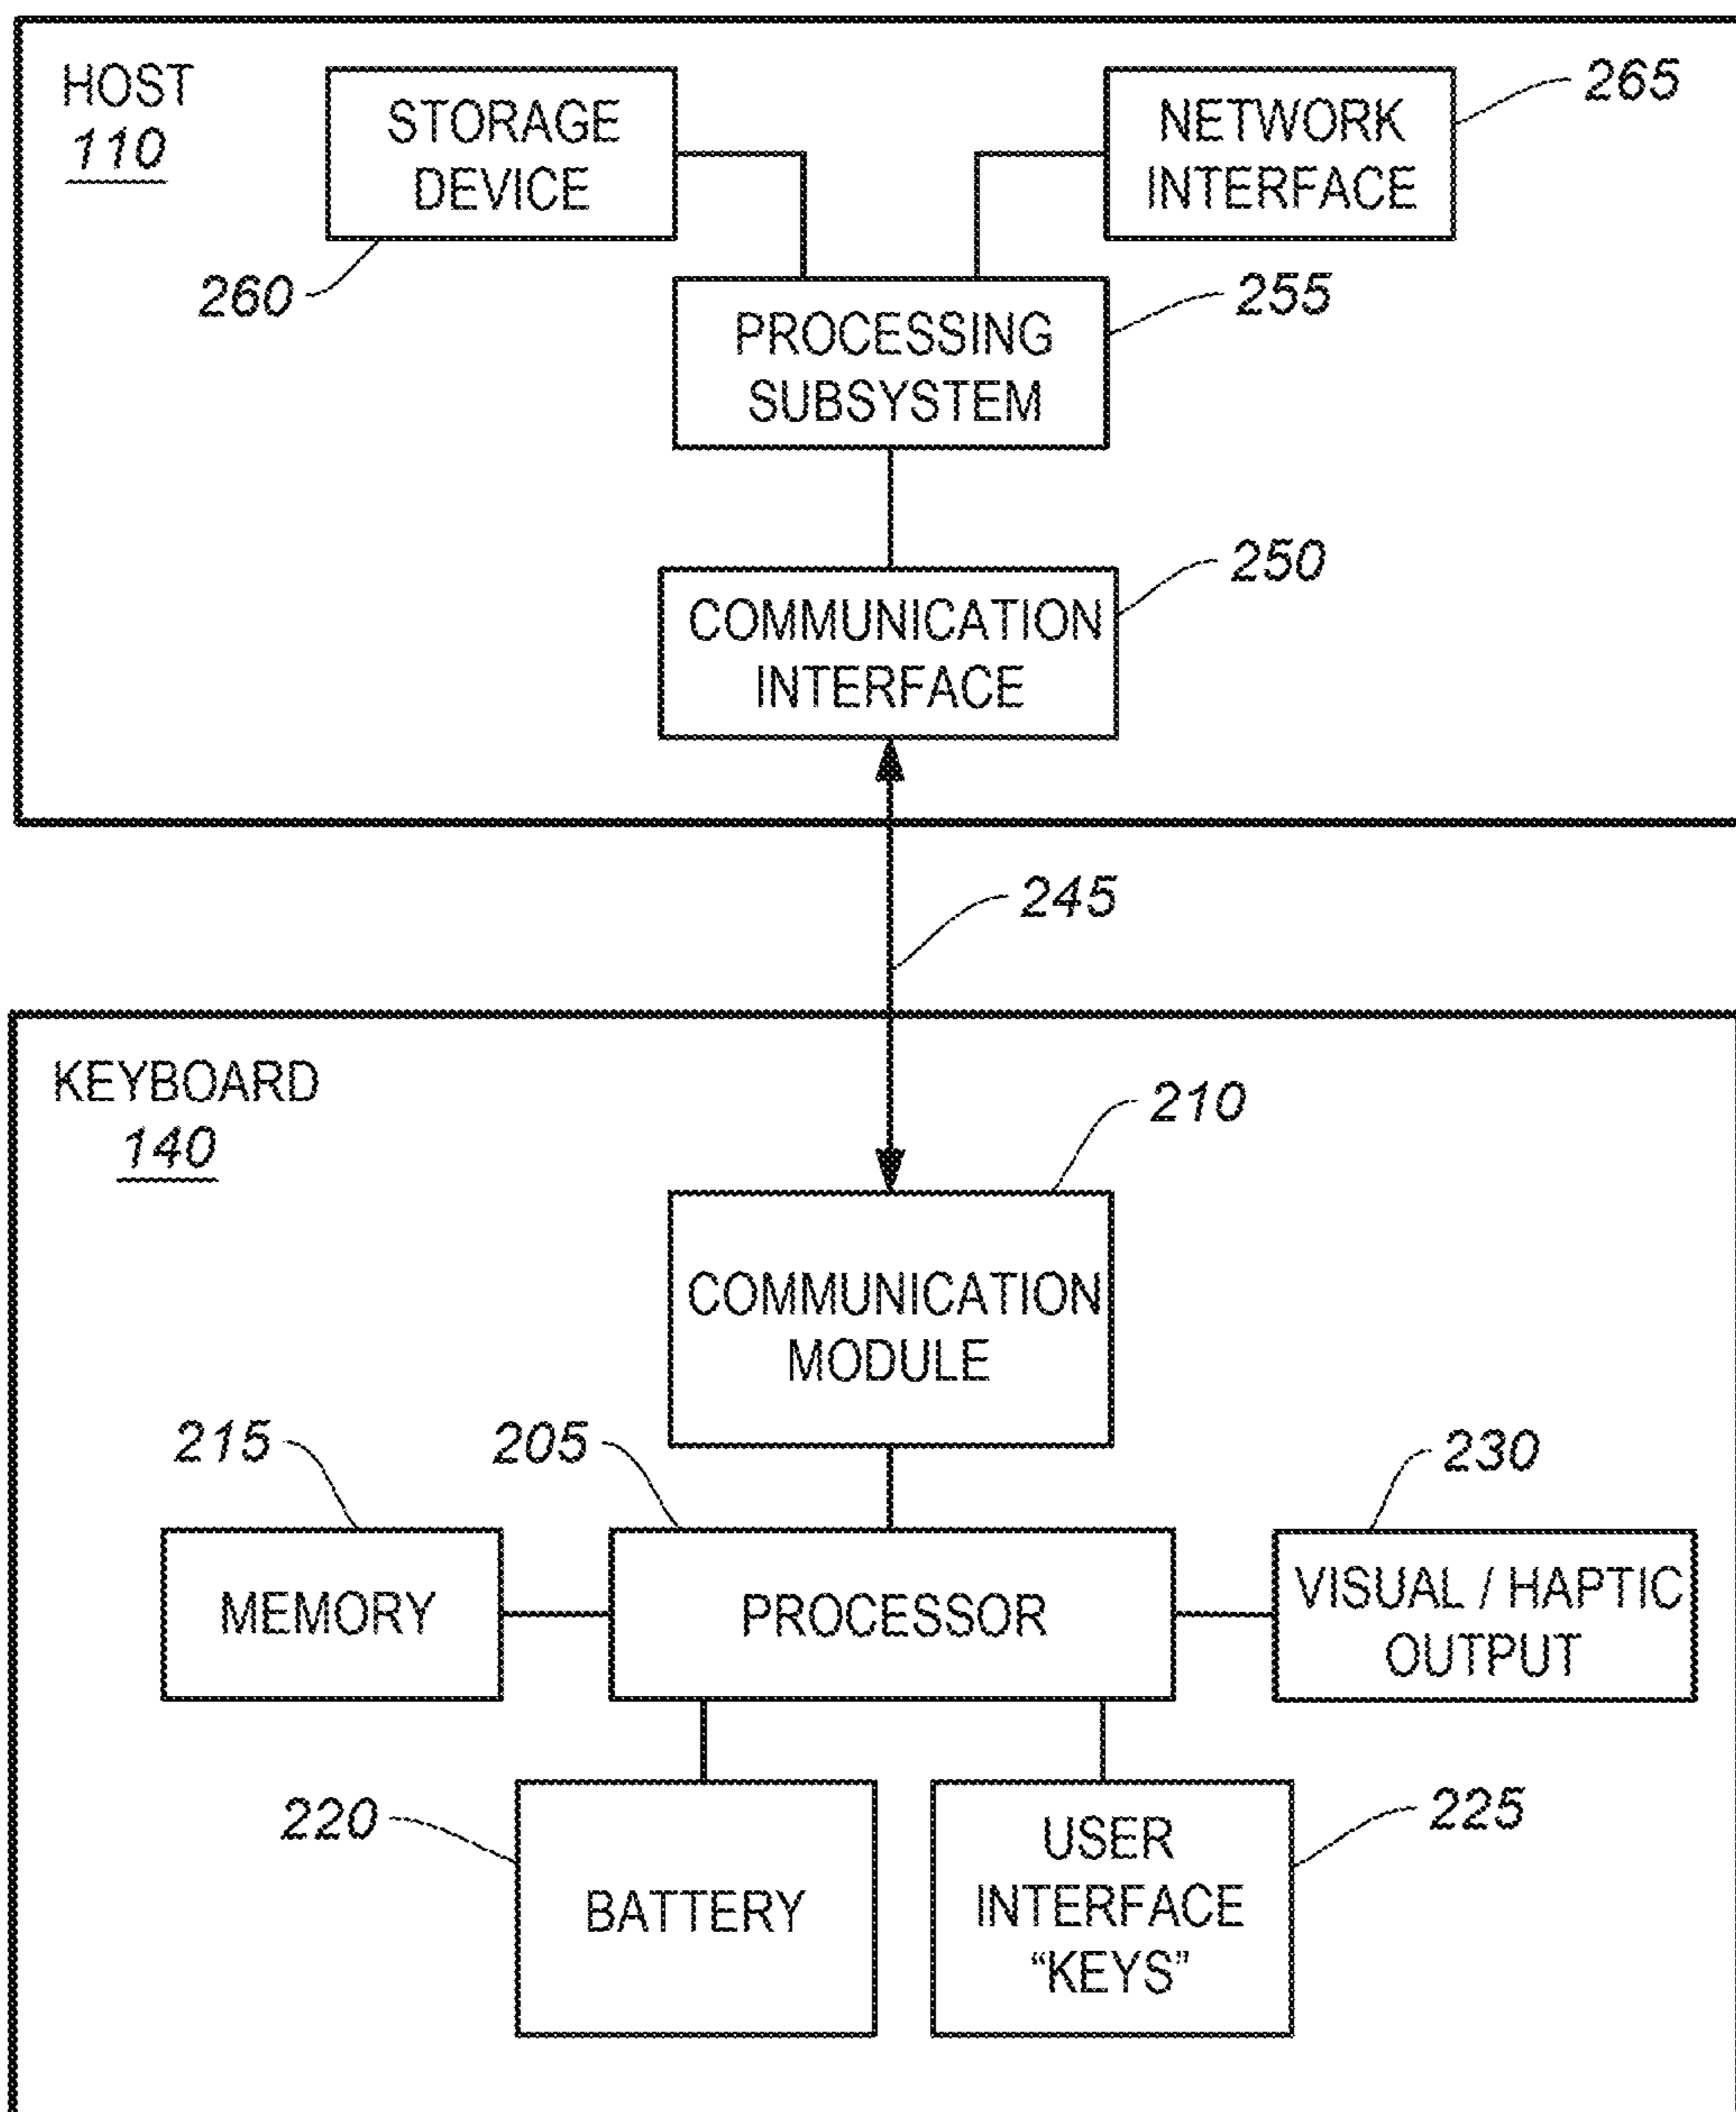 HOST
110
STORAGE
DEVICE
260
NETWORK
INTERFACE
265
PROCESSING
SUBSYSTEM
255
COMMUNICATION
INTERFACE
250
245
KEYBOARD
140
COMMUNICATION
MODULE
210
MEMORY
215
PROCESSOR
205
VISUAL / HAPTIC
OUTPUT
230
BATTERY
220
USER
INTERFACE
“KEYS”
225